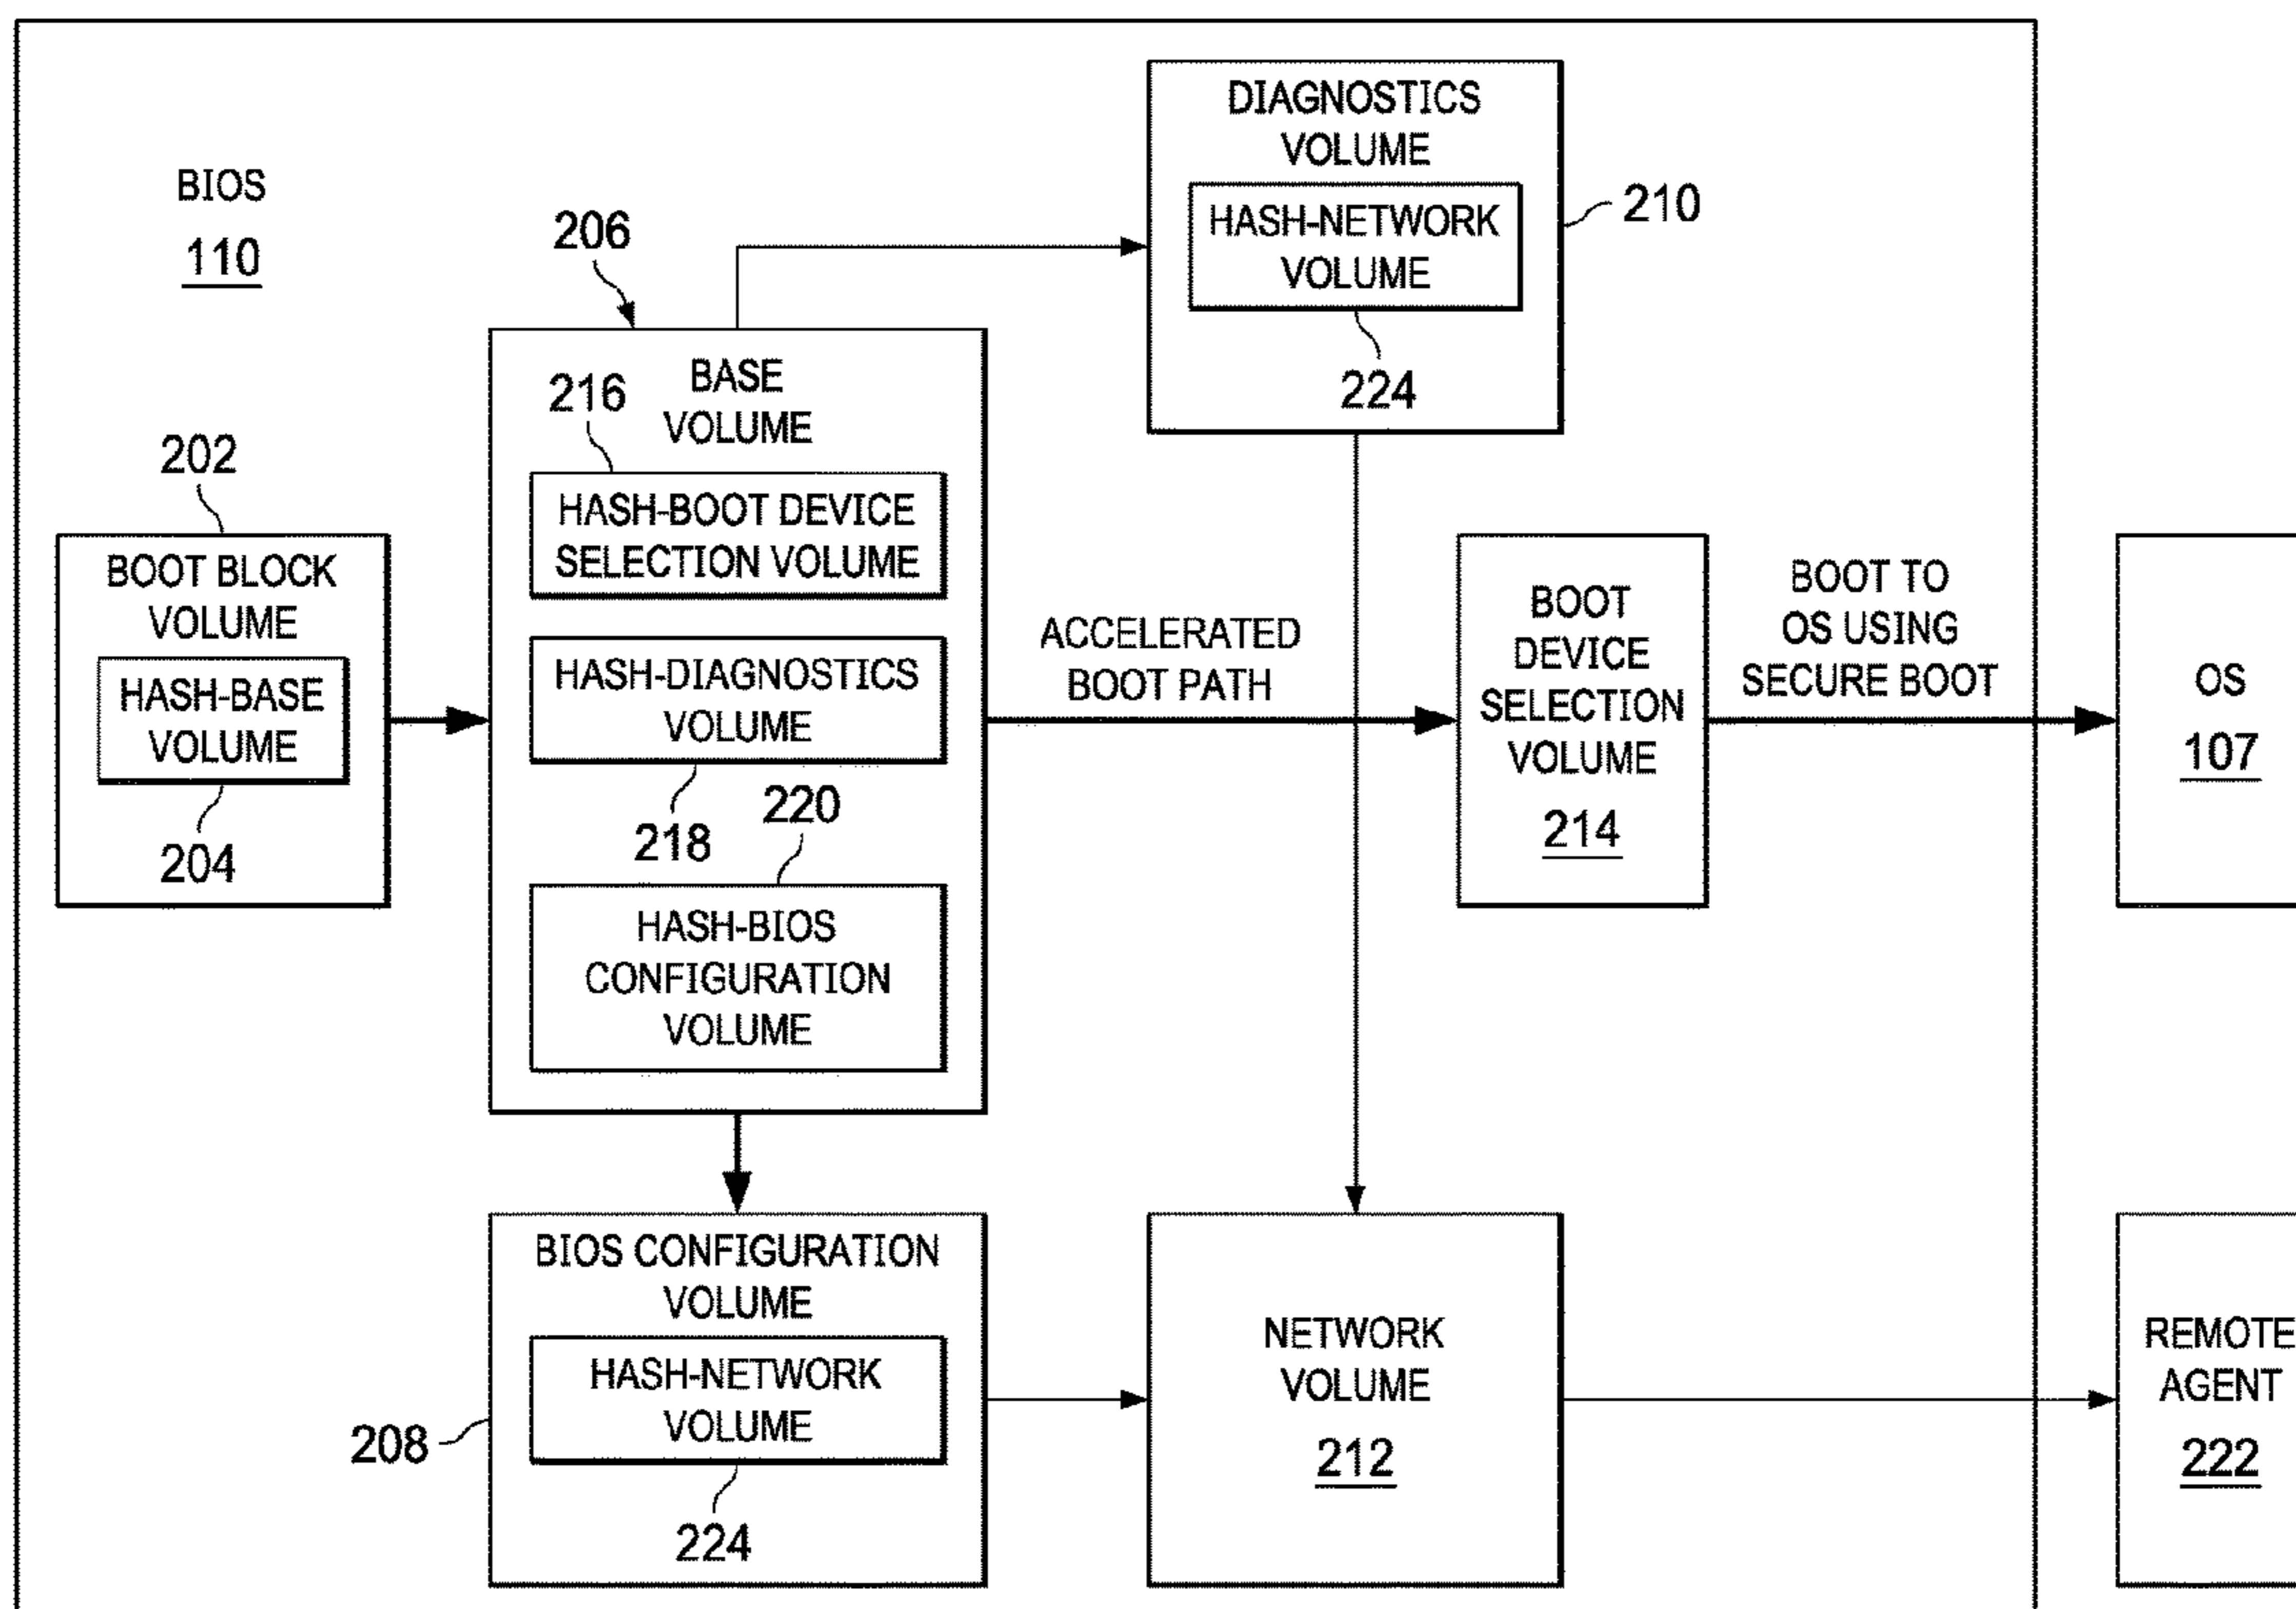 BIOS
110
202
BOOT BLOCK
VOLUME
HASH-BASE
VOLUME
204
206
BASE
VOLUME
216
HASH-BOOT DEVICE
SELECTION VOLUME
HASH-DIAGNOSTICS
VOLUME
218
220
HASH-BIOS
CONFIGURATION
VOLUME
DIAGNOSTICS
VOLUME
HASH-NETWORK
VOLUME
224
210
ACCELERATED
BOOT PATH
BOOT
DEVICE
SELECTION
VOLUME
214
BOOT TO
OS USING
SECURE BOOT
OS
107
BIOS CONFIGURATION
VOLUME
HASH-NETWORK
VOLUME
224
208
NETWORK
VOLUME
212
REMOTE
AGENT
222